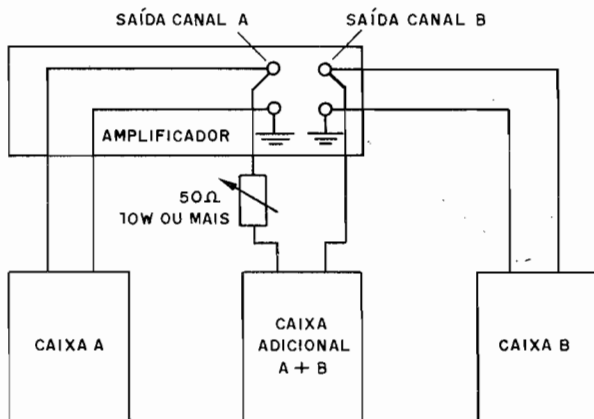 SAÍDA CANAL A
SAÍDA CANAL B
AMPLIFICADOR
50Ω
10W OU MAIS
CAIXA A
CAIXA
ADICIONAL
A + B
CAIXA B